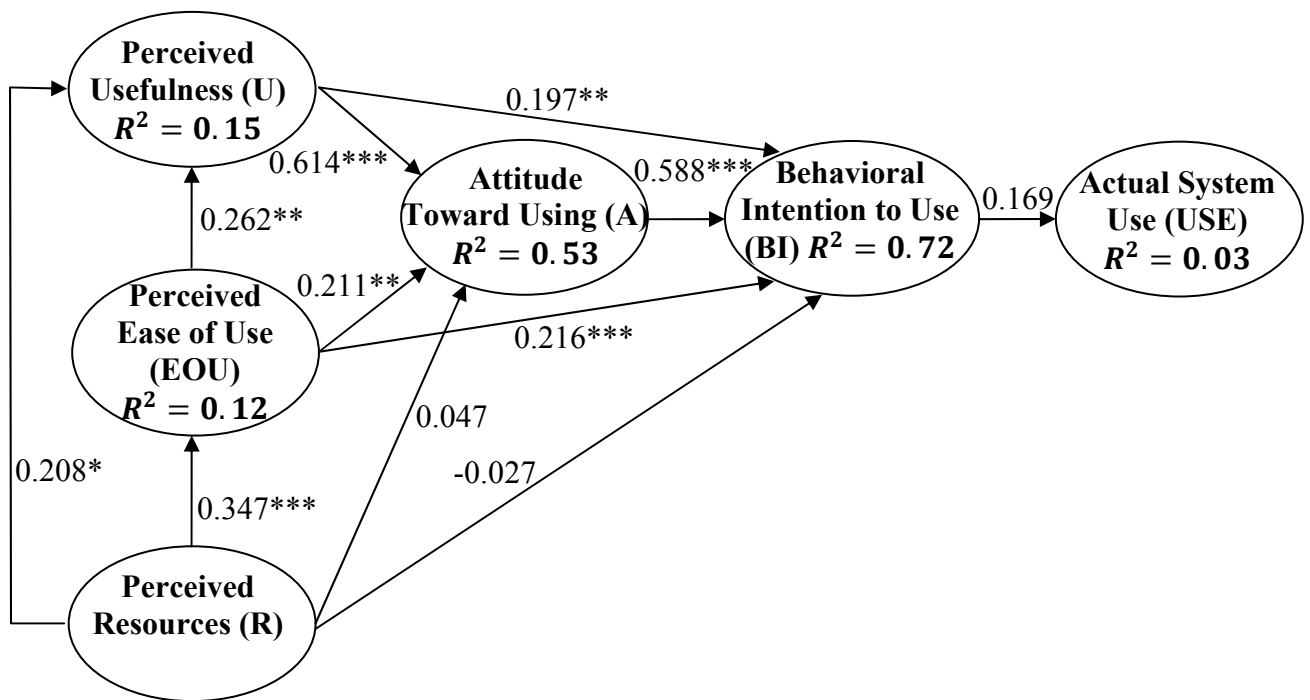 Perceived
Usefulness (U)
R² = 0.15
0.197**
0.614***
Attitude
Toward Using (A)
R² = 0.53
0.588***
Behavioral
Intention to Use
(BI) R² = 0.72
0.169
Actual System
Use (USE)
R² = 0.03
0.262**
Perceived
Ease of Use
(EOU)
R² = 0.12
0.211**
0.216***
0.047
-0.027
0.208*
0.347***
Perceived
Resources (R)